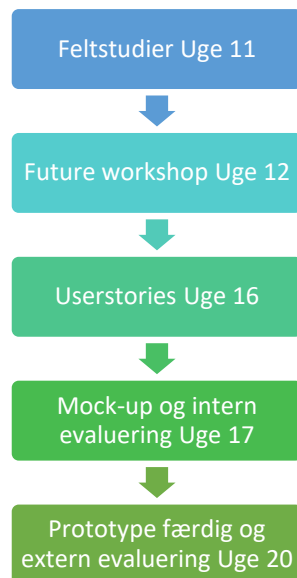 Feltstudier Uge 11
Future workshop Uge 12
Userstories Uge 16
Mock-up og intern
evaluering Uge 17
Prototype færdig og
extern evaluering Uge 20